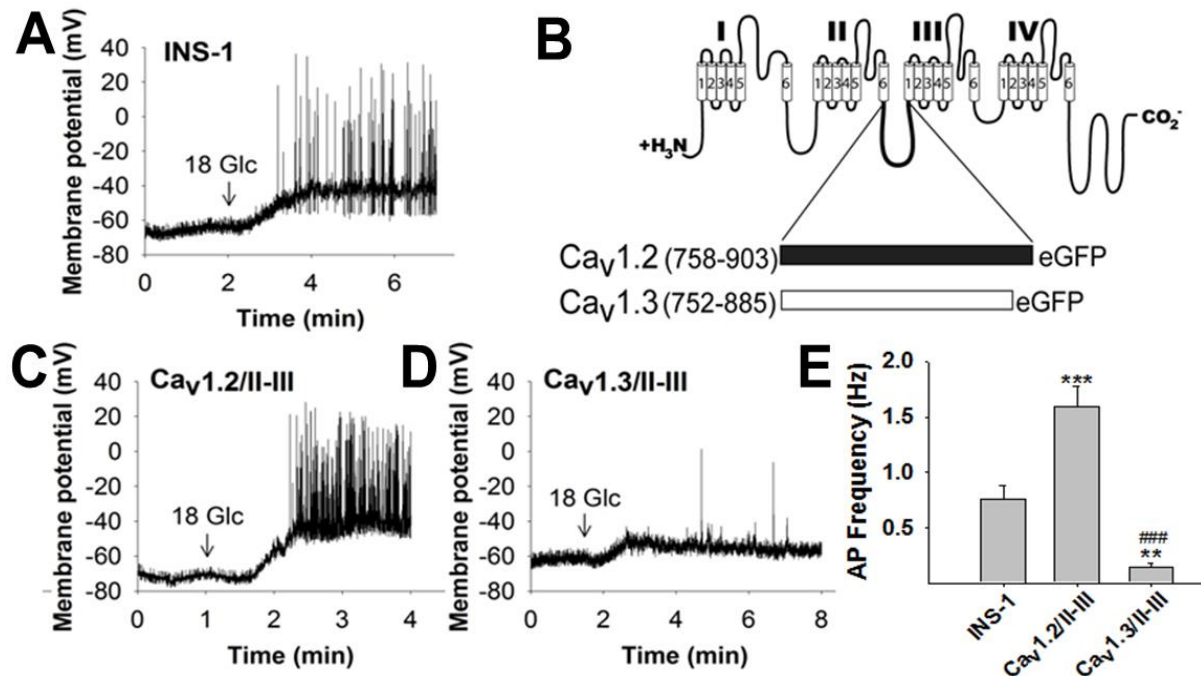 A
INS-1
Membrane potential (mV)
40
20
0
-20
-40
-60
-80
18 Glc
0 2 4 6
Time (min)
B
I II III IV
1 2 3 4 5 6 1 2 3 4 5 6 1 2 3 4 5 6 1 2 3 4 5 6
+H₃N
CO₂⁻
Caᵥ1.2 (758-903) eGFP
Caᵥ1.3 (752-885) eGFP
C
Caᵥ1.2/II-III
Membrane potential (mV)
40
20
0
-20
-40
-60
-80
18 Glc
0 1 2 3 4
Time (min)
D
Caᵥ1.3/II-III
Membrane potential (mV)
40
20
0
-20
-40
-60
-80
18 Glc
0 2 4 6 8
Time (min)
E
AP Frequency (Hz)
2.0
1.5
1.0
0.5
***
###
**
INS-1
Caᵥ1.2/II-III
Caᵥ1.3/II-III